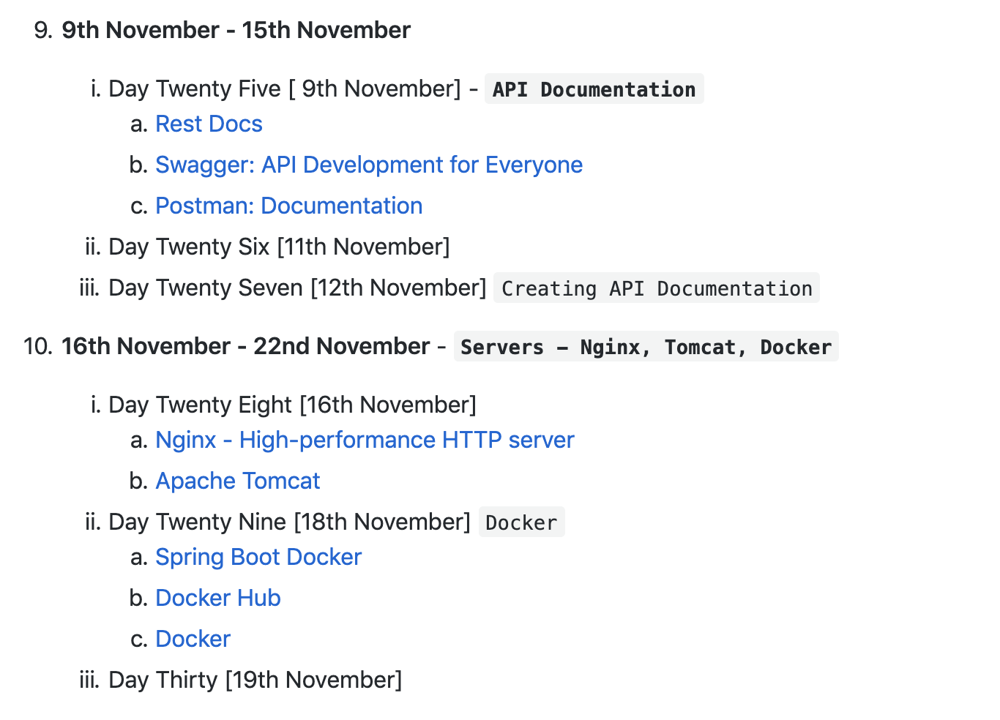 9. 9th November - 15th November
i. Day Twenty Five [ 9th November] - API Documentation
a. Rest Docs
b. Swagger: API Development for Everyone
c. Postman: Documentation
ii. Day Twenty Six [11th November]
iii. Day Twenty Seven [12th November] Creating API Documentation
10. 16th November - 22nd November - Servers - Nginx, Tomcat, Docker
i. Day Twenty Eight [16th November]
a. Nginx - High-performance HTTP server
b. Apache Tomcat
ii. Day Twenty Nine [18th November] Docker
a. Spring Boot Docker
b. Docker Hub
c. Docker
iii. Day Thirty [19th November]